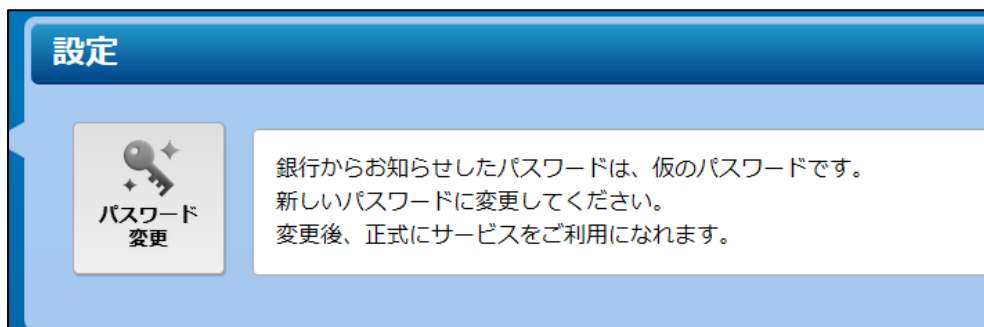 設定
パスワード
変更
銀行からお知らせしたパスワードは、仮のパスワードです。
新しいパスワードに変更してください。
変更後、正式にサービスをご利用になれます。